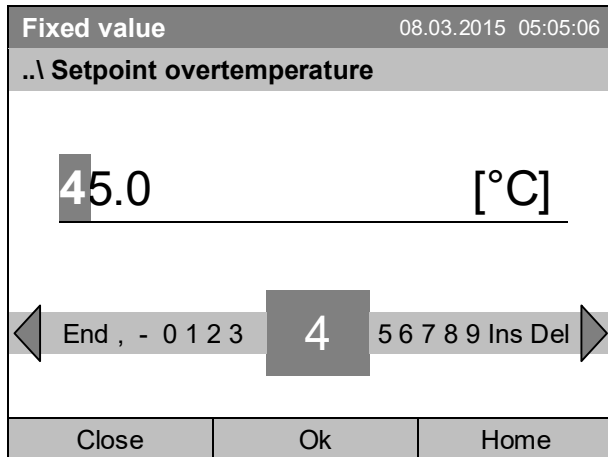 Fixed value 08.03.2015 05:05:06
..\ Setpoint overtemperature
45.0 [°C]
End , - 0 1 2 3 4 5 6 7 8 9 Ins Del
Close Ok Home